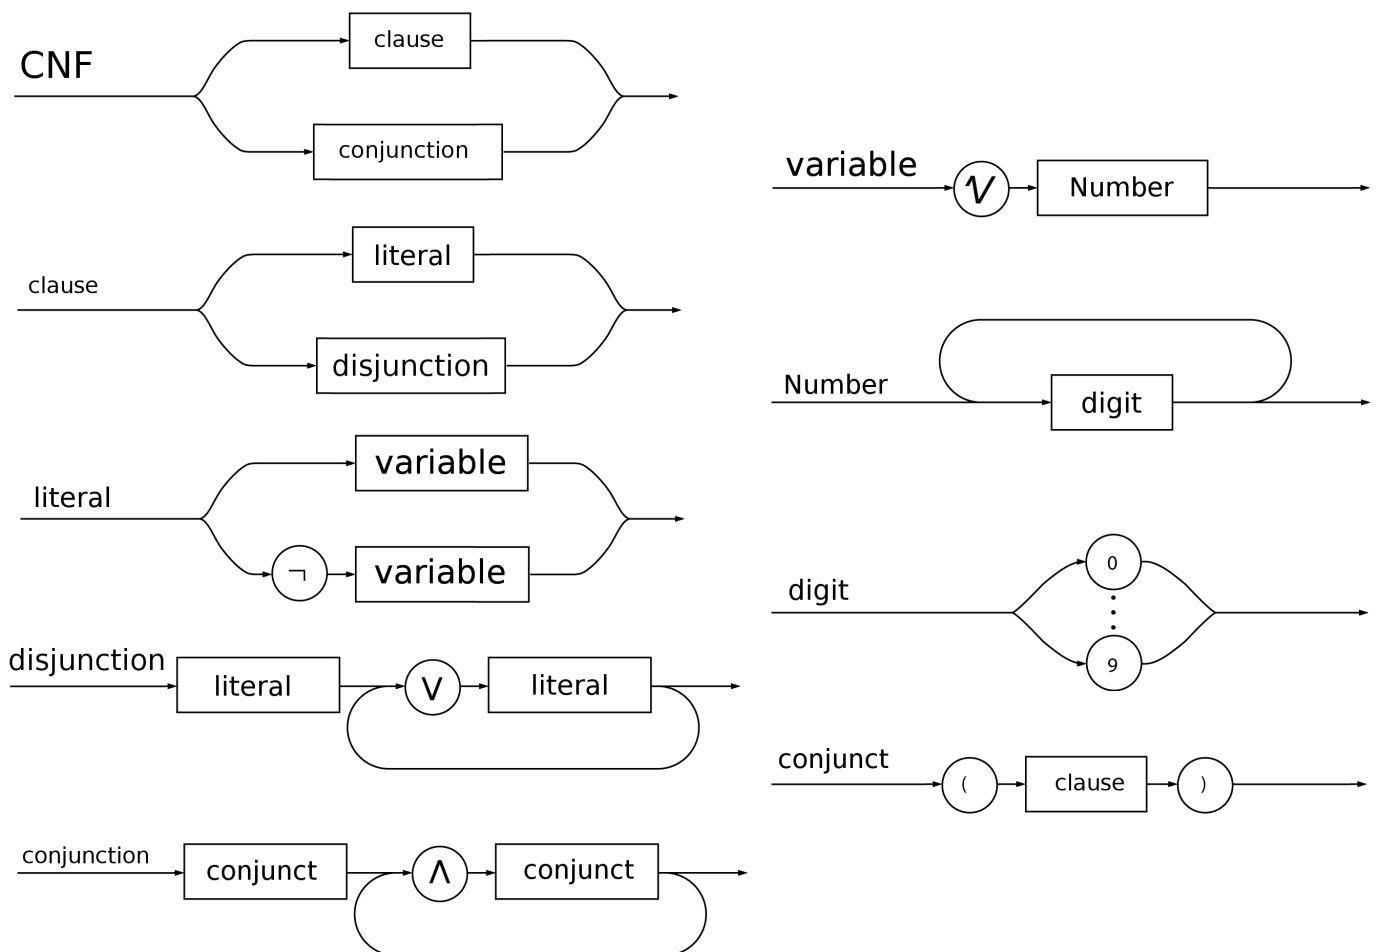 CNF
clause
conjunction
clause
literal
disjunction
literal
variable
¬
variable
disjunction
literal
V
literal
conjunction
conjunct
Λ
conjunct
variable
V
Number
Number
digit
digit
0
9
conjunct
(
clause
)